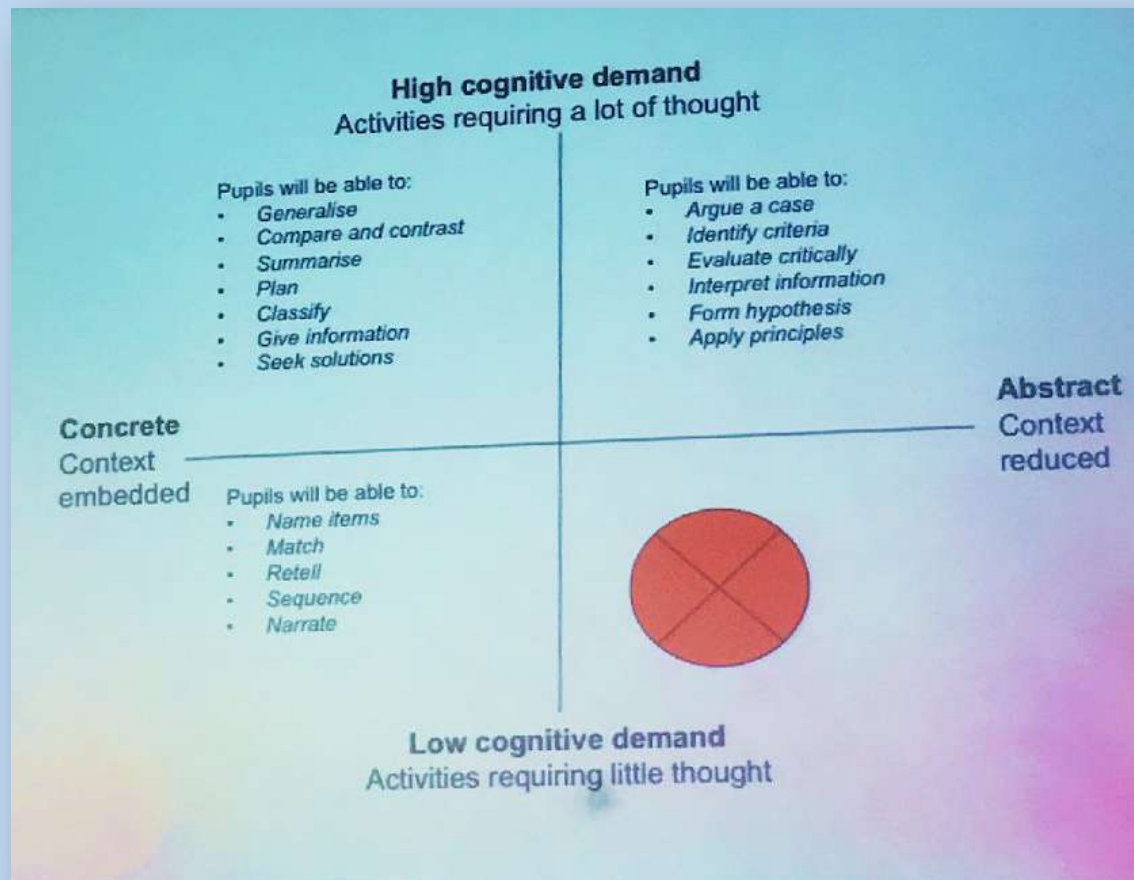 High cognitive demand
Activities requiring a lot of thought
Pupils will be able to:
• Generalise
• Compare and contrast
• Summarise
• Plan
• Classify
• Give information
• Seek solutions
Pupils will be able to:
• Argue a case
• Identify criteria
• Evaluate critically
• Interpret information
• Form hypothesis
• Apply principles
Concrete
Context
embedded
Abstract
Context
reduced
Pupils will be able to:
• Name items
• Match
• Retell
• Sequence
• Narrate
Low cognitive demand
Activities requiring little thought